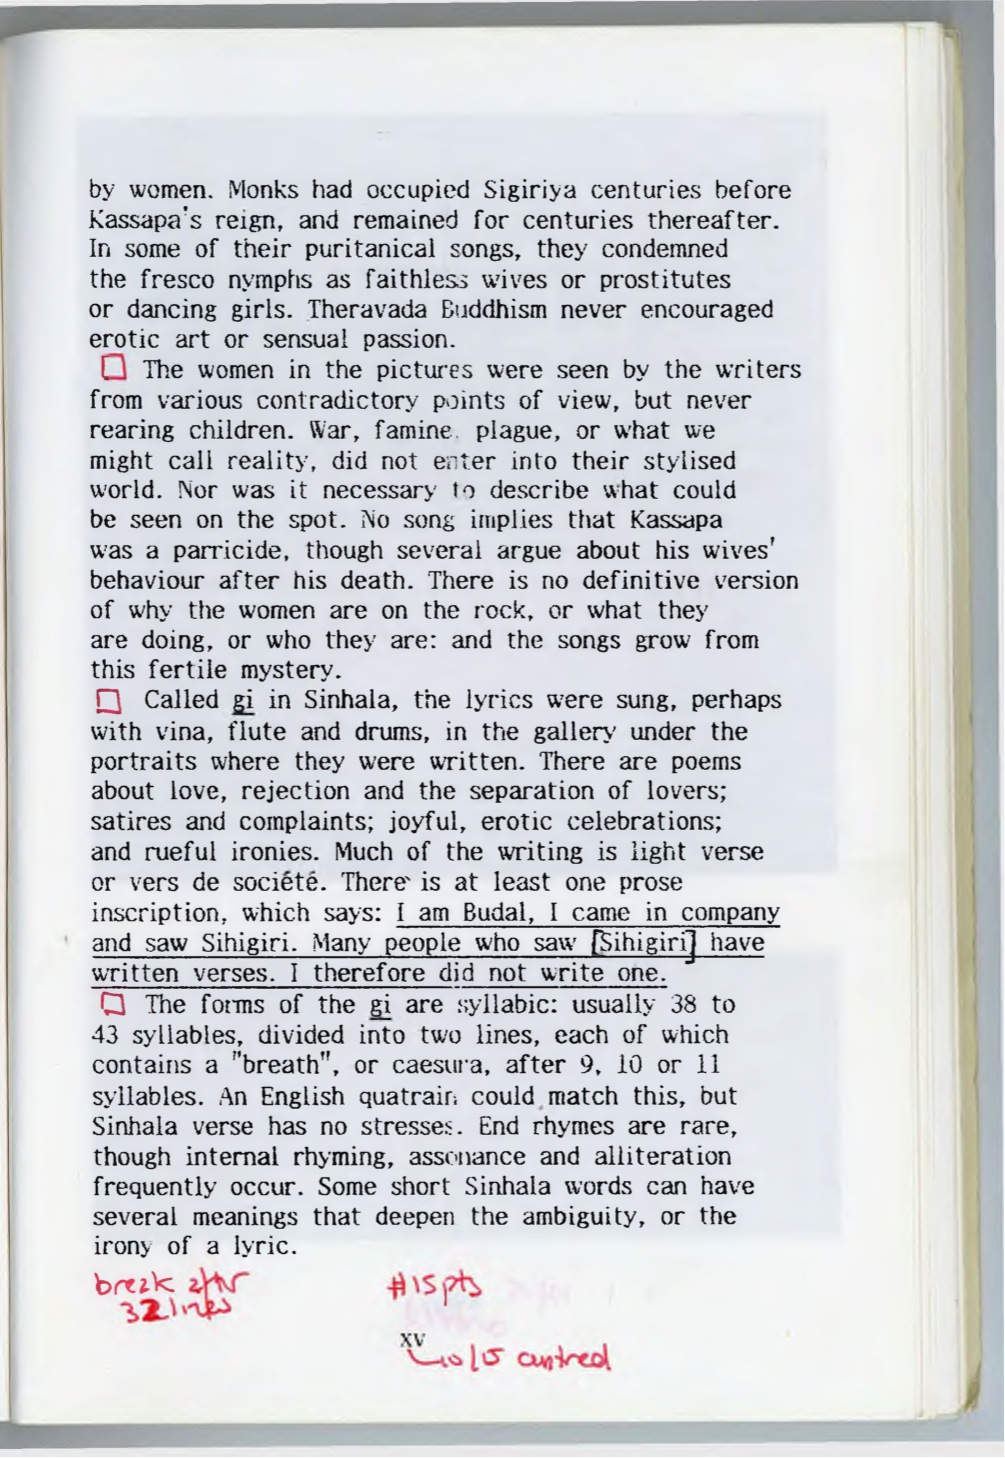 by women. Monks had occupied Sigiriya centuries before
Kassapa's reign, and remained for centuries thereafter.
In some of their puritanical songs, they condemned
the fresco nymphs as faithless wives or prostitutes
or dancing girls. Theravada Buddhism never encouraged
erotic art or sensual passion.
The women in the pictures were seen by the writers
from various contradictory points of view, but never
rearing children. War, famine, plague, or what we
might call reality, did not enter into their stylised
world. Nor was it necessary to describe what could
be seen on the spot. No song implies that Kassapa
was a parricide, though several argue about his wives'
behaviour after his death. There is no definitive version
of why the women are on the rock, or what they
are doing, or who they are: and the songs grow from
this fertile mystery.
Called gi in Sinhala, the lyrics were sung, perhaps
with vina, flute and drums, in the gallery under the
portraits where they were written. There are poems
about love, rejection and the separation of lovers;
satires and complaints; joyful, erotic celebrations;
and rueful ironies. Much of the writing is light verse
or vers de société. There is at least one prose
inscription, which says: I am Budal, I came in company
and saw Sihigiri. Many people who saw [Sihigiri] have
written verses. I therefore did not write one.
The forms of the gi are syllabic: usually 38 to
43 syllables, divided into two lines, each of which
contains a "breath", or caesura, after 9, 10 or 11
syllables. An English quatrain could match this, but
Sinhala verse has no stresses. End rhymes are rare,
though internal rhyming, assonance and alliteration
frequently occur. Some short Sinhala words can have
several meanings that deepen the ambiguity, or the
irony of a lyric.
break after
32 lines
#15pts
xv
10/15 centred